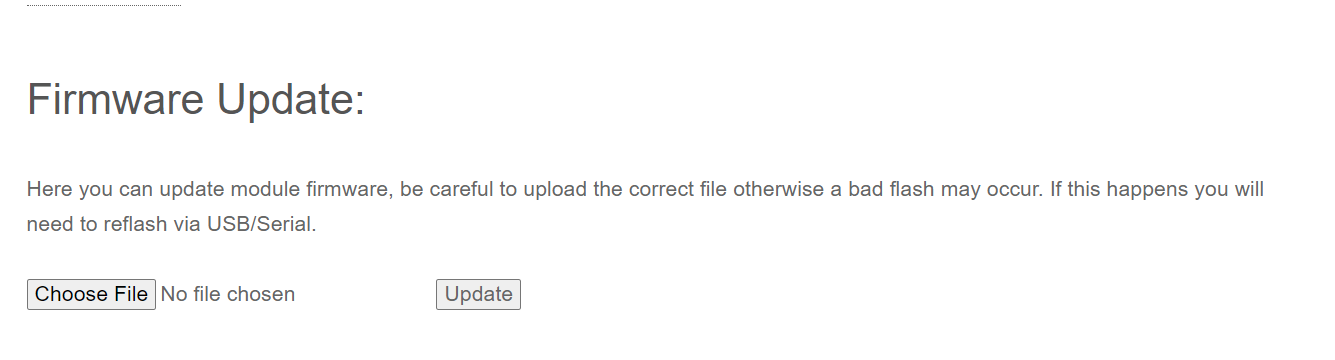 Firmware Update:
Here you can update module firmware, be careful to upload the correct file otherwise a bad flash may occur. If this happens you will
need to reflash via USB/Serial.
Choose File No file chosen Update